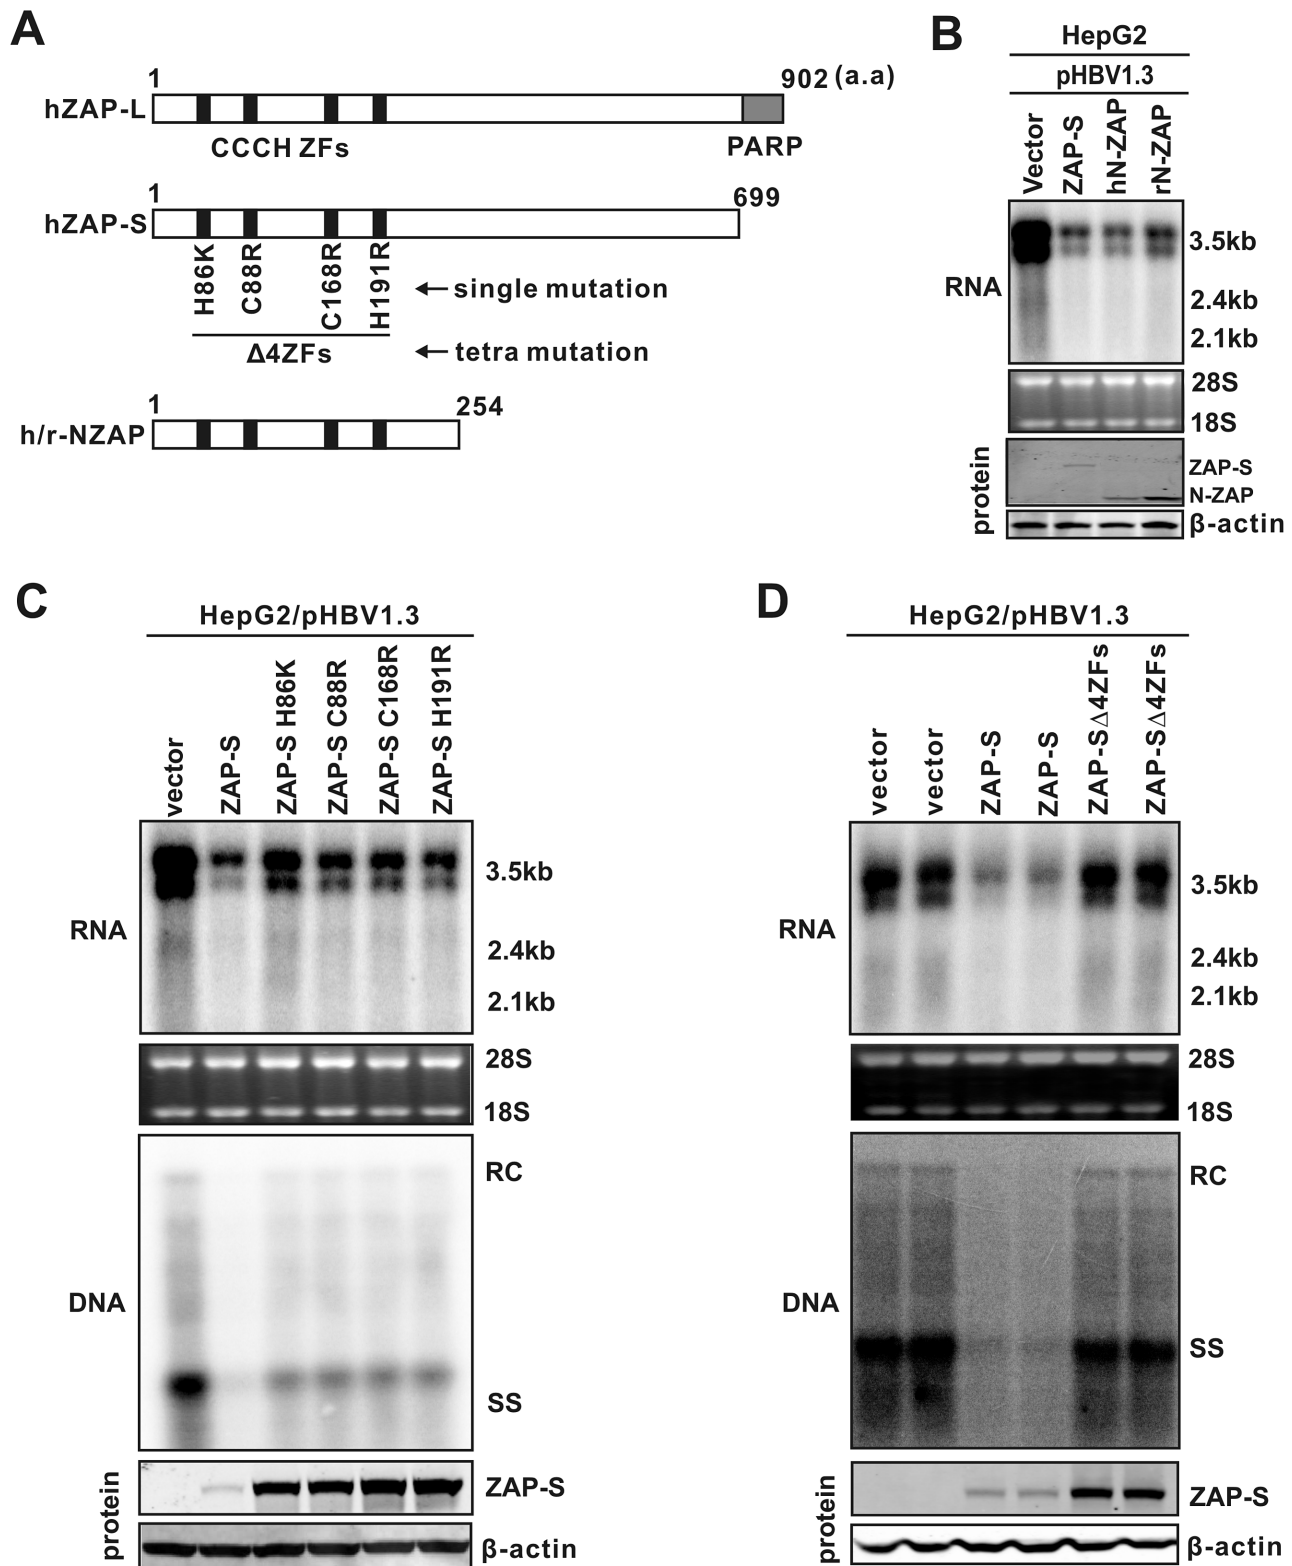 A
1
902 (a.a)
hZAP-L
CCCH ZFs
PARP
1
699
hZAP-S
H86K
C88R
C168R
H191R
single mutation
Δ4ZFs
tetra mutation
1
254
h/r-NZAP
B
HepG2
pHBV1.3
Vector
ZAP-S
hN-ZAP
rN-ZAP
RNA
3.5kb
2.4kb
2.1kb
28S
18S
protein
ZAP-S
N-ZAP
β-actin
C
HepG2/pHBV1.3
vector
ZAP-S
ZAP-S H86K
ZAP-S C88R
ZAP-S C168R
ZAP-S H191R
RNA
3.5kb
2.4kb
2.1kb
28S
18S
DNA
RC
SS
protein
ZAP-S
β-actin
D
HepG2/pHBV1.3
vector
vector
ZAP-S
ZAP-S
ZAP-SΔ4ZFs
ZAP-SΔ4ZFs
RNA
3.5kb
2.4kb
2.1kb
28S
18S
DNA
RC
SS
protein
ZAP-S
β-actin